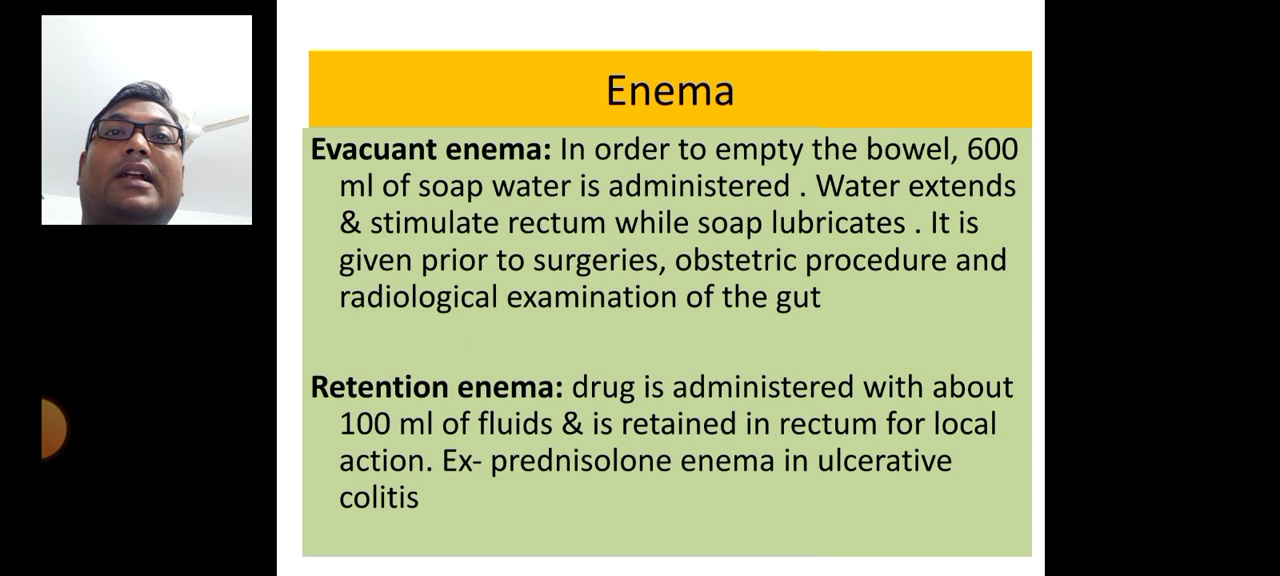 Enema
Evacuant enema: In order to empty the bowel, 600
ml of soap water is administered . Water extends
& stimulate rectum while soap lubricates . It is
given prior to surgeries, obstetric procedure and
radiological examination of the gut
Retention enema: drug is administered with about
100 ml of fluids & is retained in rectum for local
action. Ex- prednisolone enema in ulcerative
colitis